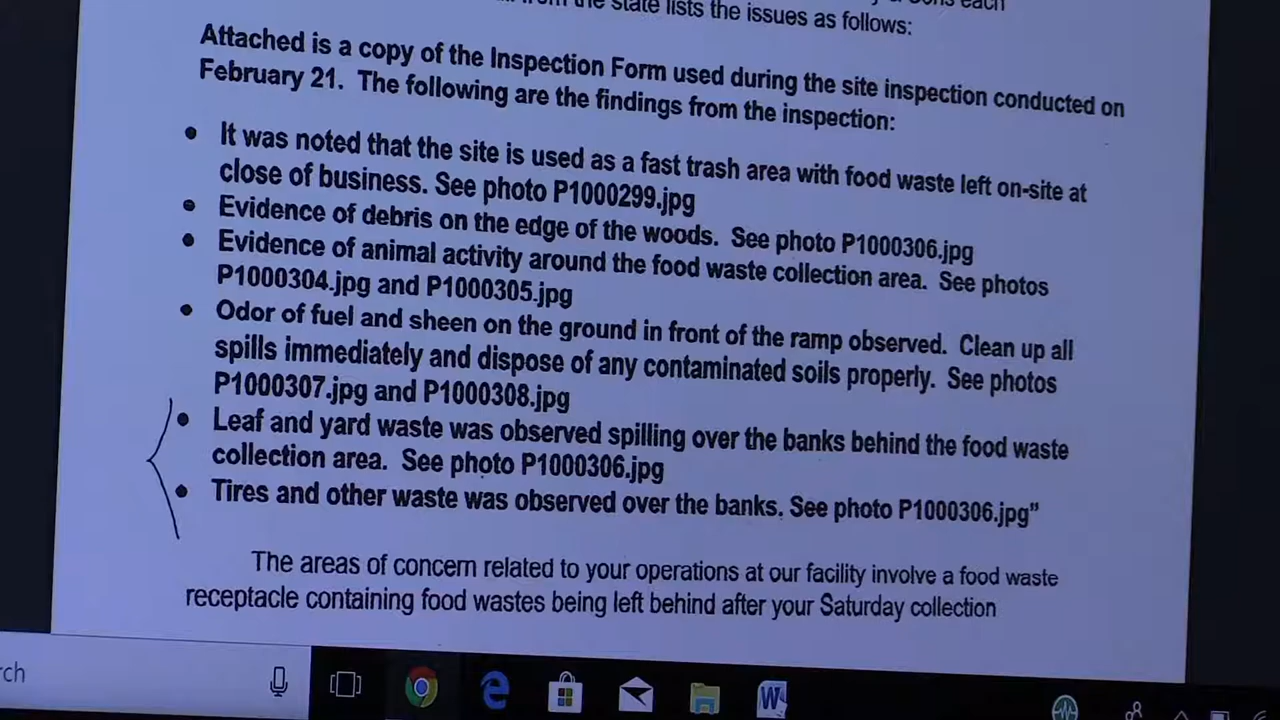 the state lists the issues as follows:
Attached is a copy of the Inspection Form used during the site inspection conducted on
February 21. The following are the findings from the inspection:
• It was noted that the site is used as a fast trash area with food waste left on-site at
close of business. See photo P1000299.jpg
• Evidence of debris on the edge of the woods. See photo P1000306.jpg
• Evidence of animal activity around the food waste collection area. See photos
P1000304.jpg and P1000305.jpg
• Odor of fuel and sheen on the ground in front of the ramp observed. Clean up all
spills immediately and dispose of any contaminated soils properly. See photos
P1000307.jpg and P1000308.jpg
• Leaf and yard waste was observed spilling over the banks behind the food waste
collection area. See photo P1000306.jpg
• Tires and other waste was observed over the banks. See photo P1000306.jpg”
The areas of concern related to your operations at our facility involve a food waste
receptacle containing food wastes being left behind after your Saturday collection
rch